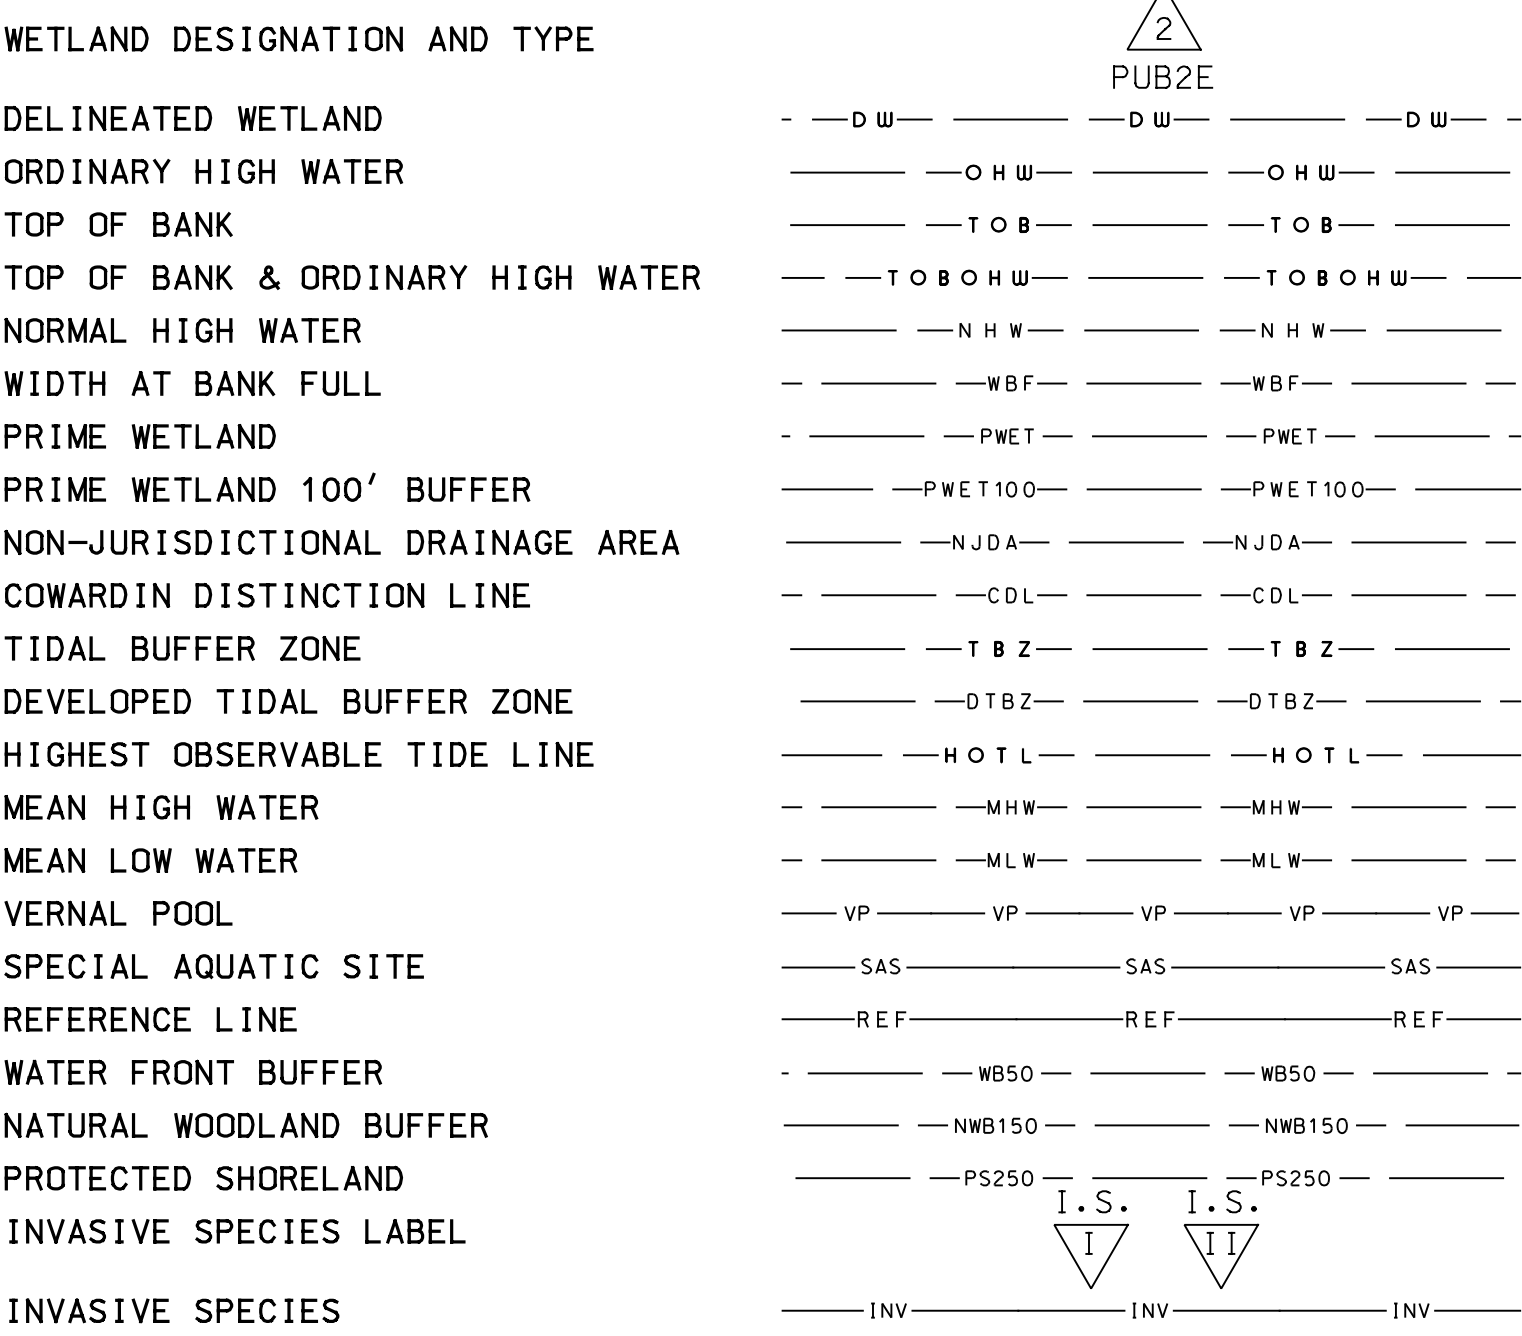 WETLAND DESIGNATION AND TYPE 2
PUB2E
DELINEATED WETLAND DW DW DW
ORDINARY HIGH WATER OHW OHW
TOP OF BANK TOB TOB
TOP OF BANK & ORDINARY HIGH WATER TOBOHW TOBOHW
NORMAL HIGH WATER NHW NHW
WIDTH AT BANK FULL WBF WBF
PRIME WETLAND PWET PWET
PRIME WETLAND 100' BUFFER PWET100 PWET100
NON-JURISDICTIONAL DRAINAGE AREA NJDA NJDA
COWARDIN DISTINCTION LINE CDL CDL
TIDAL BUFFER ZONE TBZ TBZ
DEVELOPED TIDAL BUFFER ZONE DTBZ DTBZ
HIGHEST OBSERVABLE TIDE LINE HOTL HOTL
MEAN HIGH WATER MHW MHW
MEAN LOW WATER MLW MLW
VERNAL POOL VP VP VP VP VP
SPECIAL AQUATIC SITE SAS SAS SAS
REFERENCE LINE REF REF REF
WATER FRONT BUFFER WB50 WB50
NATURAL WOODLAND BUFFER NWB150 NWB150
PROTECTED SHORELAND PS250 PS250
I.S. I.S.
INVASIVE SPECIES LABEL I II
INVASIVE SPECIES INV INV INV